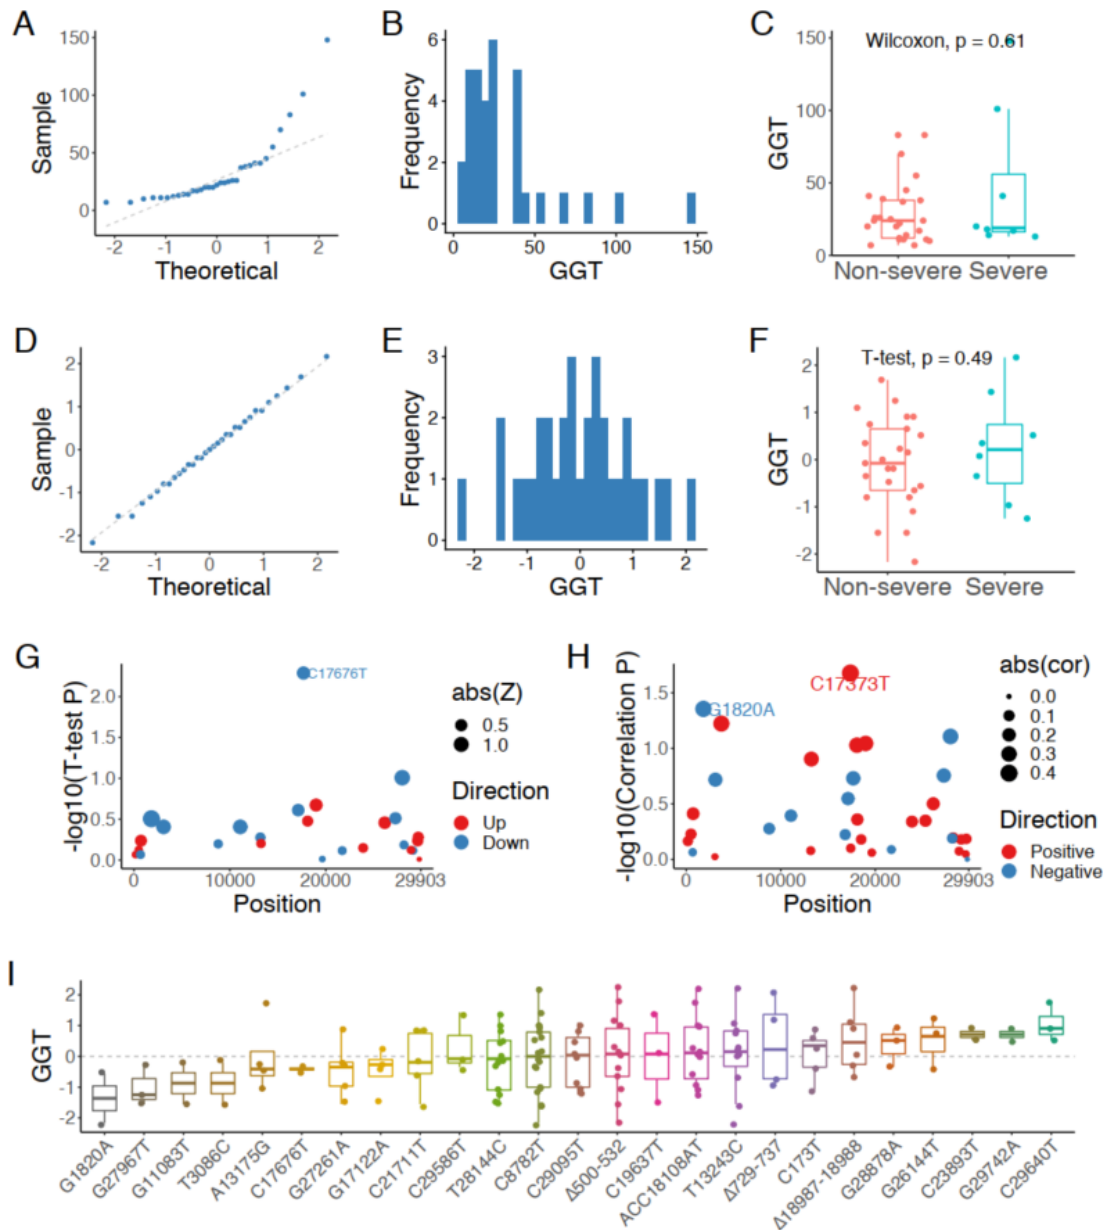 A
Sample
150
100
50
0
-2
-1
0
1
2
Theoretical
B
Frequency
6
4
2
0
0
50
100
150
GGT
C
GGT
150
100
50
0
Wilcoxon, p = 0.61
Non-severe
Severe
D
Sample
2
1
0
-1
-2
-2
-1
0
1
2
Theoretical
E
Frequency
3
2
1
0
-2
-1
0
1
2
GGT
F
GGT
2
1
0
-1
-2
T-test, p = 0.49
Non-severe
Severe
G
-log10(T-test P)
2.0
1.5
1.0
0.5
0.0
C17676T
0
10000
20000
29903
Position
abs(Z)
0.5
1.0
Direction
Up
Down
H
-log10(Correlation P)
1.5
1.0
0.5
0.0
C17373T
G1820A
0
10000
20000
29903
Position
abs(cor)
0.0
0.1
0.2
0.3
0.4
Direction
Positive
Negative
I
GGT
2
1
0
-1
-2
G1820A
G27967T
G11083T
T3086C
A13175G
C17676T
G27261A
G17122A
C21711T
C29586T
T28144C
C8782T
C29095T
Δ500-532
C19637T
ACC18108AT
T13243C
Δ729-737
C173T
Δ18987-18988
G28878A
G26144T
C23893T
G29742A
C29640T